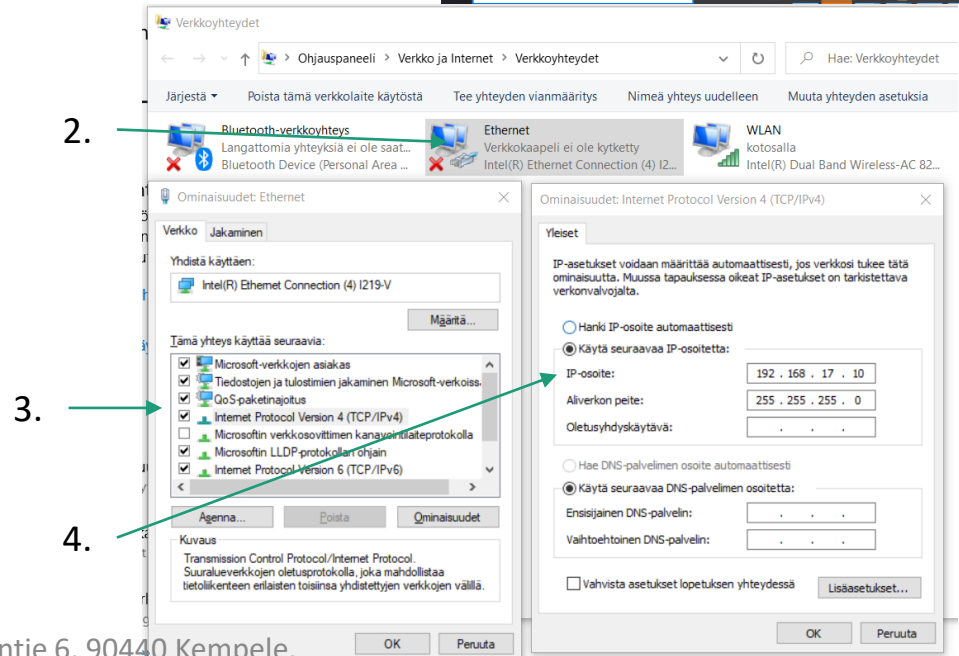 Verkkoyhteydet
Ohjauspaneeli > Verkko ja Internet > Verkkoyhteydet
Hae: Verkkoyhteydet
Järjestä
Poista tämä verkkolaite käytöstä
Tee yhteyden vianmääritys
Nimeä yhteys uudelleen
Muuta yhteyden asetuksia
2.
Bluetooth-verkkoyhteys
Langattomia yhteyksiä ei ole saat...
Bluetooth Device (Personal Area ...
Ethernet
Verkkokaapeli ei ole kytketty
Intel(R) Ethernet Connection (4) I2...
WLAN
kotosalla
Intel(R) Dual Band Wireless-AC 82...
Ominaisuudet: Ethernet
Verkko
Jakaminen
Yhdistä käyttäen:
Intel(R) Ethernet Connection (4) I219-V
Määritä...
Tämä yhteys käyttää seuraavia:
Microsoft-verkkojen asiakas
Tiedostojen ja tulostimien jakaminen Microsoft-verkoiss
QoS-paketinajoitus
3.
Internet Protocol Version 4 (TCP/IPv4)
Microsoftin verkkosovittimen kanavointilaiteprotokolla
Microsoftin LLDP-protokollan ohjain
Internet Protocol Version 6 (TCP/IPv6)
Asenna...
Poista
Ominaisuudet
4.
Kuvaus
Transmission Control Protocol/Internet Protocol.
Suuralueverkkojen oletusprotokolla, joka mahdollistaa
tietoliikenteen erilaisten toisiinsa yhdistettyjen verkkojen välillä.
OK
Peruuta
Ominaisuudet: Internet Protocol Version 4 (TCP/IPv4)
Yleiset
IP-asetukset voidaan määrittää automaattisesti, jos verkkosi tukee tätä
ominaisuutta. Muussa tapauksessa oikeat IP-asetukset on tarkistettava
verkonvalvojalta.
Hanki IP-osoite automaattisesti
Käytä seuraavaa IP-osoitetta:
IP-osoite: 192 . 168 . 17 . 10
Aliverkon peite: 255 . 255 . 255 . 0
Oletusyhdyskäytävä: . . .
Hae DNS-palvelimen osoite automaattisesti
Käytä seuraavaa DNS-palvelimen osoitetta:
Ensisijainen DNS-palvelin: . . .
Vaihtoehtoinen DNS-palvelin: . . .
Vahvista asetukset lopetuksen yhteydessä
Lisäasetukset...
OK
Peruuta
ntie 6, 90440 Kempele,